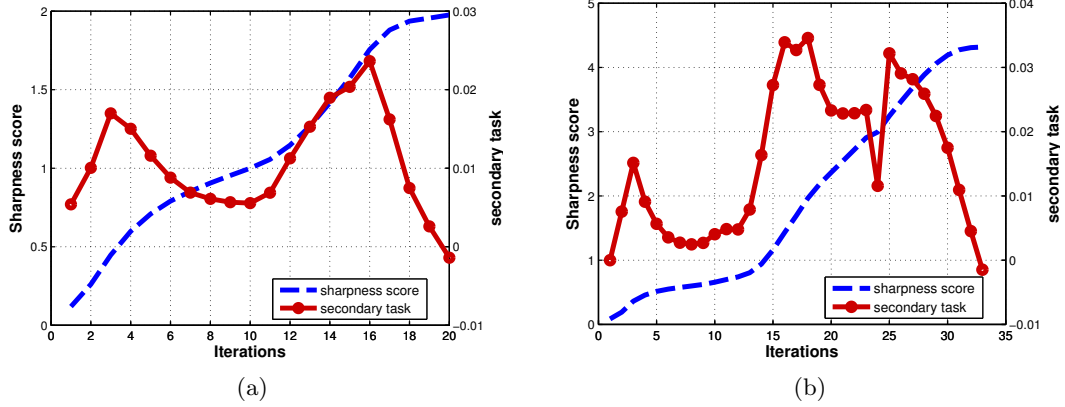 2
1.5
1
0.5
0
Sharpness score
0.03
0.02
0.01
0
−0.01
secondary task
0 2 4 6 8 10 12 14 16 18 20
Iterations
sharpness score
secondary task
(a)
5
4
3
2
1
0
Sharpness score
0.04
0.03
0.02
0.01
0
−0.01
secondary task
0 5 10 15 20 25 30 35
Iterations
sharpness score
secondary task
(b)